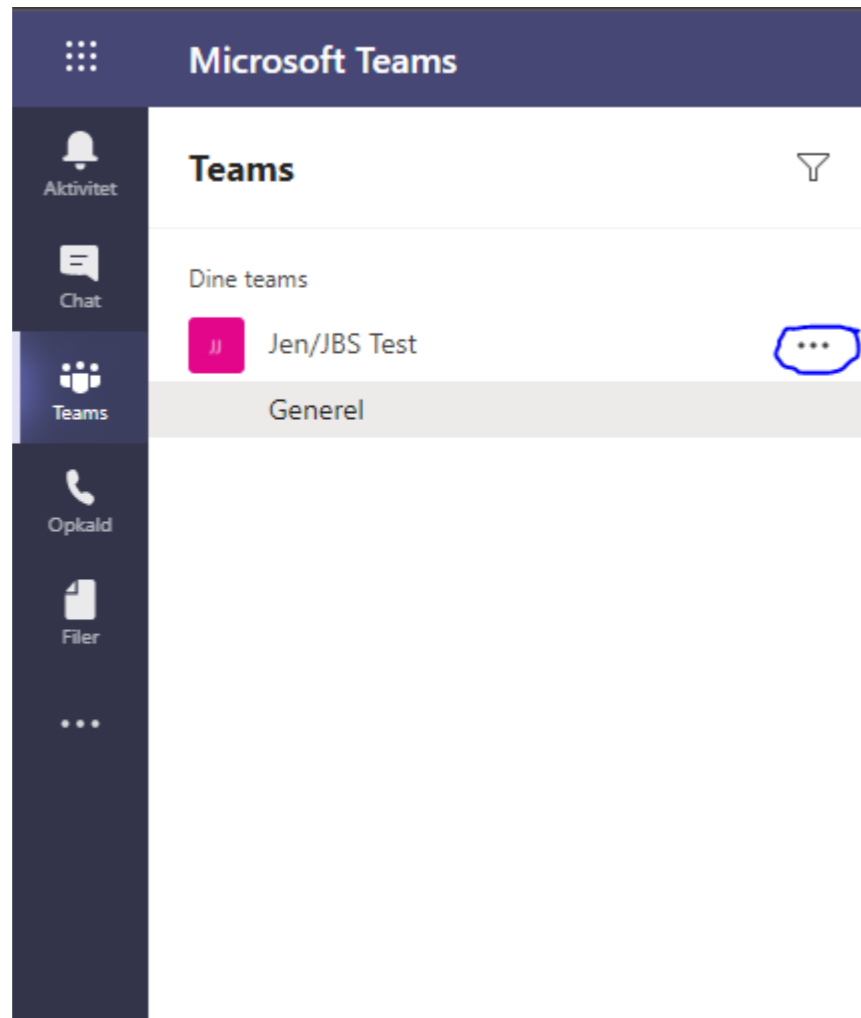 Microsoft Teams
Aktivitet
Chat
Teams
Opkald
Filer
Teams
Dine teams
JJ
Jen/JBS Test
Generel